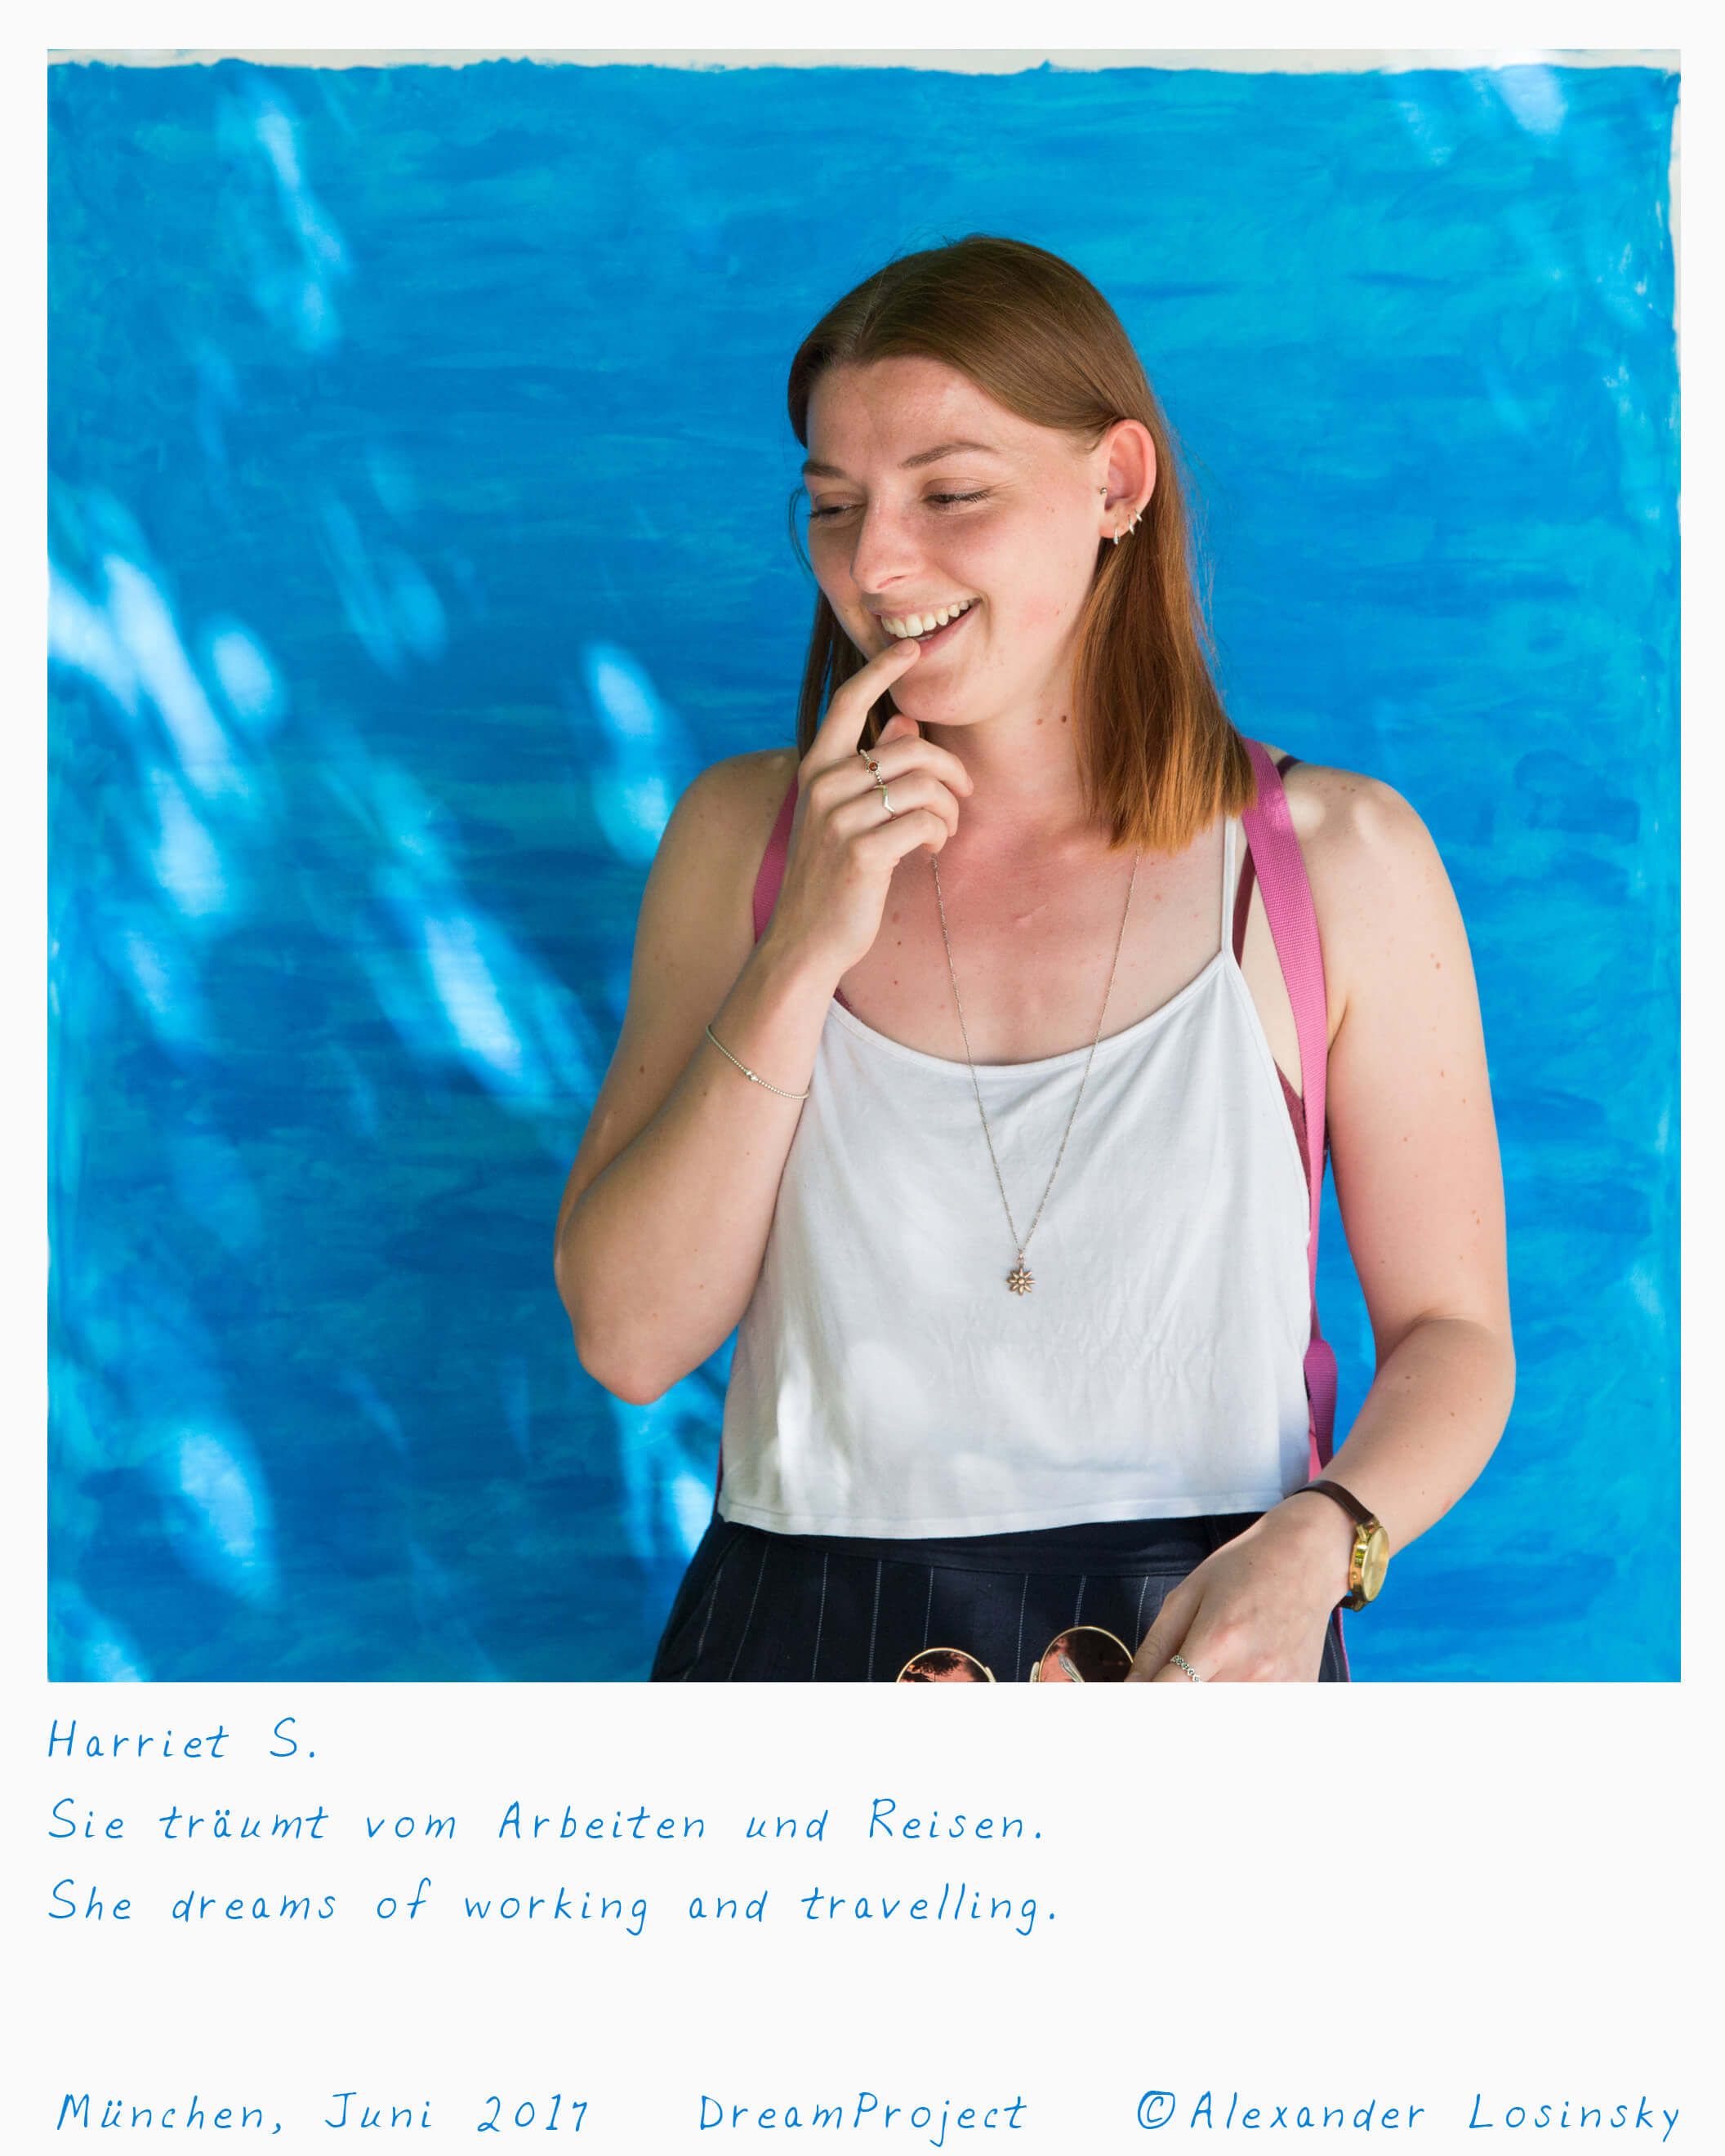 Harriet S.
Sie träumt vom Arbeiten und Reisen.
She dreams of working and travelling.
München, Juni 2017 DreamProject ©Alexander Losinsky